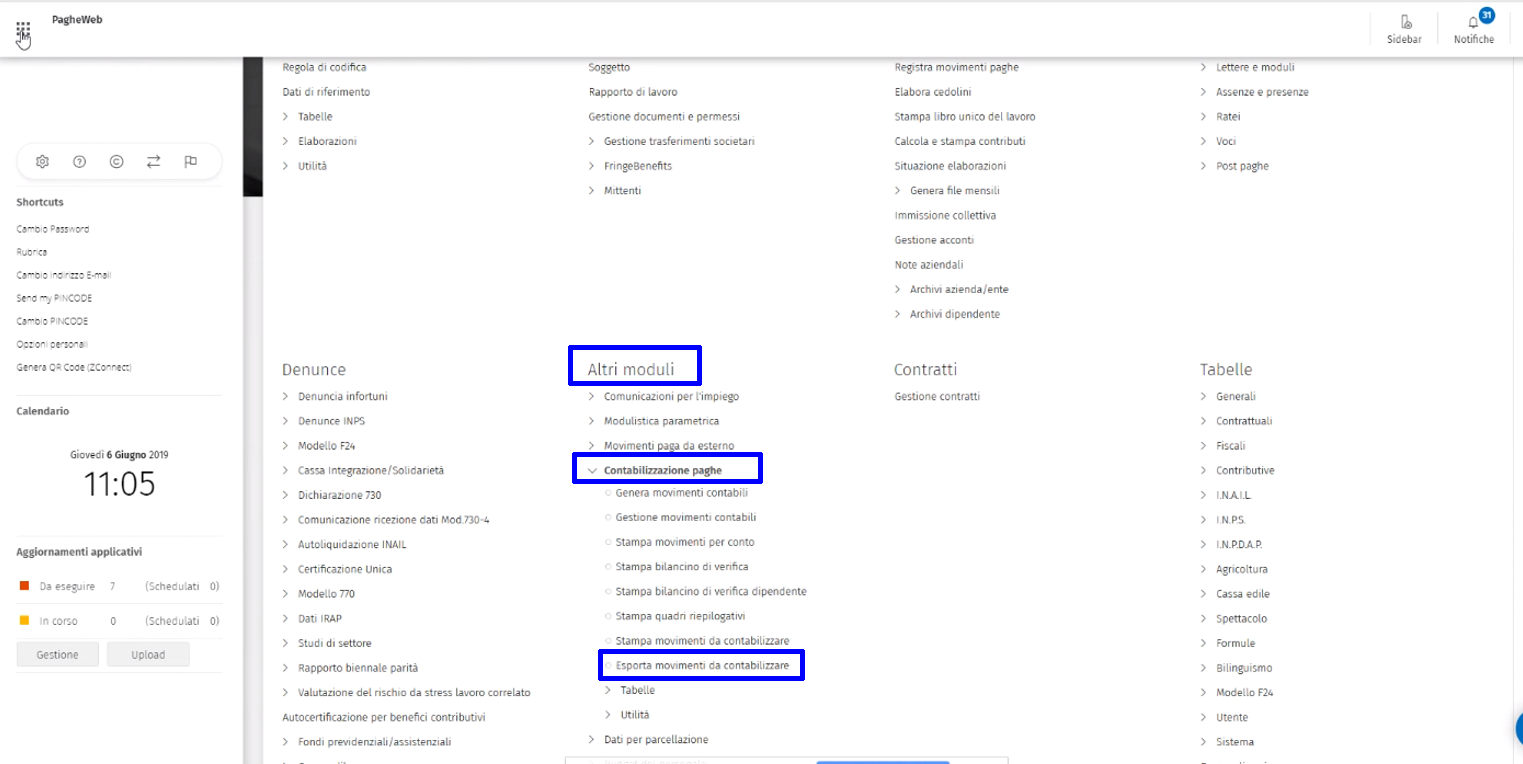 PagheWeb
Sidebar
31
Notifiche
Shortcuts
Cambio Password
Rubrica
Cambio Indirizzo E-mail
Send my PINCODE
Cambio PINCODE
Opzioni personali
Genera QR Code (ZConnect)
Calendario
Giovedì 6 Giugno 2019
11:05
Aggiornamenti applicativi
Da eseguire 7 (Schedulati 0)
In corso 0 (Schedulati 0)
Gestione Upload
Regola di codifica
Dati di riferimento
Tabelle
Elaborazioni
Utilità
Soggetto
Rapporto di lavoro
Gestione documenti e permessi
Gestione trasferimenti societari
FringeBenefits
Mittenti
Registra movimenti paghe
Elabora cedolini
Stampa libro unico del lavoro
Calcola e stampa contributi
Situazione elaborazioni
Genera file mensili
Immissione collettiva
Gestione acconti
Note aziendali
Archivi azienda/ente
Archivi dipendente
Lettere e moduli
Assenze e presenze
Ratei
Voci
Post paghe
Denunce
Denuncia infortuni
Denunce INPS
Modello F24
Cassa Integrazione/Solidarietà
Dichiarazione 730
Comunicazione ricezione dati Mod.730-4
Autoliquidazione INAIL
Certificazione Unica
Modello 770
Dati IRAP
Studi di settore
Rapporto biennale parità
Valutazione del rischio da stress lavoro correlato
Autocertificazione per benefici contributivi
Fondi previdenziali/assistenziali
Altri moduli
Comunicazioni per l'impiego
Modulistica parametrica
Movimenti paga da esterno
Contabilizzazione paghe
Genera movimenti contabili
Gestione movimenti contabili
Stampa movimenti per conto
Stampa bilancino di verifica
Stampa bilancino di verifica dipendente
Stampa quadri riepilogativi
Stampa movimenti da contabilizzare
Esporta movimenti da contabilizzare
Tabelle
Utilità
Dati per parcellazione
Contratti
Gestione contratti
Tabelle
Generali
Contrattuali
Fiscali
Contributive
I.N.A.I.L.
I.N.P.S.
I.N.P.D.A.P.
Agricoltura
Cassa edile
Spettacolo
Formule
Bilinguismo
Modello F24
Utente
Sistema